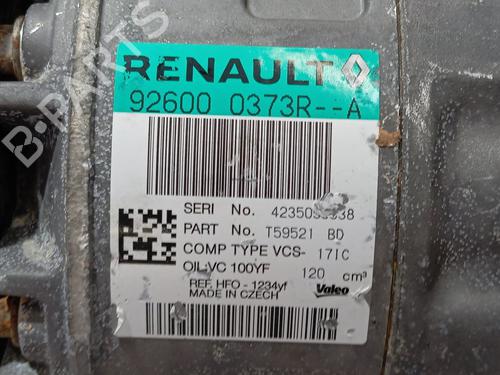 RENAULT
92600 0373R--A
SERI No.
PART No. T59521 BD
COMP TYPE VCS- 17IC
OIL:VC 100YF 120 cm³
REF. HFO - 1234yf
MADE IN CZECH
Valeo
B-PARTS